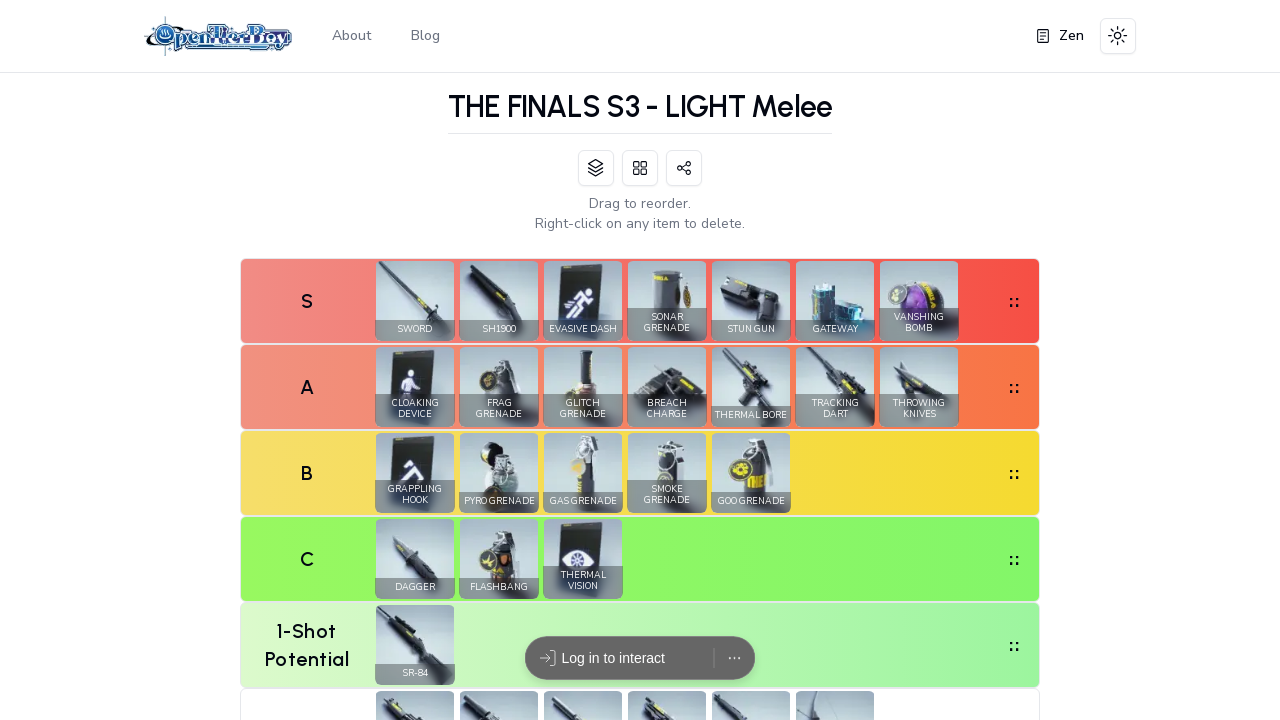 OpenTierBoy
About
Blog
Zen
THE FINALS S3 - LIGHT Melee
Drag to reorder.
Right-click on any item to delete.
S
SWORD
SH1900
EVASIVE DASH
SONAR
GRENADE
STUN GUN
GATEWAY
VANSHING
BOMB
::
A
CLOAKING
DEVICE
FRAG
GRENADE
GLITCH
GRENADE
BREACH
CHARGE
THERMAL BORE
TRACKING
DART
THROWING
KNIVES
::
B
GRAPPLING
HOOK
PYRO GRENADE
GAS GRENADE
SMOKE
GRENADE
GOO GRENADE
::
C
DAGGER
FLASHBANG
THERMAL
VISION
::
1-Shot
Potential
SR-84
::
Log in to interact